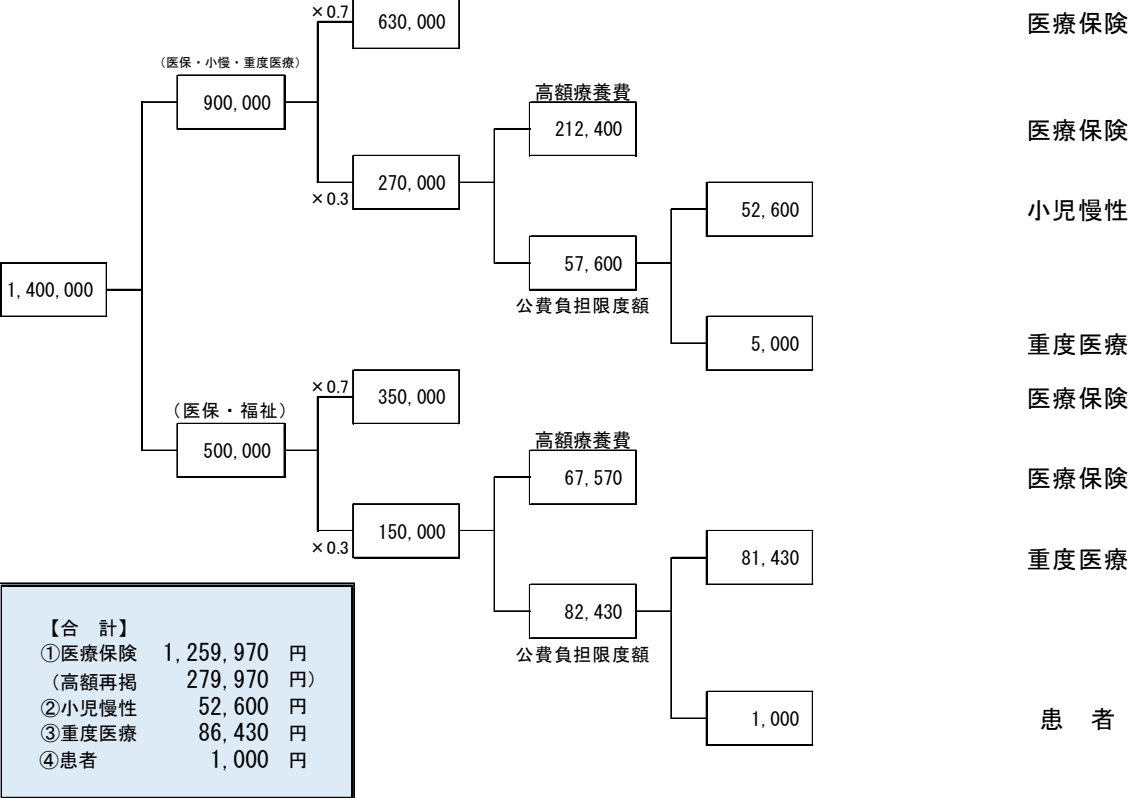 ×0.7
630,000
医療保険
(医保・小慢・重度医療)
900,000
高額療養費
212,400
医療保険
270,000
×0.3
52,600
小児慢性
57,600
公費負担限度額
1,400,000
5,000
重度医療
×0.7
350,000
医療保険
(医保・福祉)
500,000
高額療養費
67,570
医療保険
150,000
×0.3
81,430
重度医療
82,430
公費負担限度額
1,000
患 者
【合 計】
①医療保険 1,259,970 円
(高額再掲 279,970 円)
②小児慢性 52,600 円
③重度医療 86,430 円
④患者 1,000 円